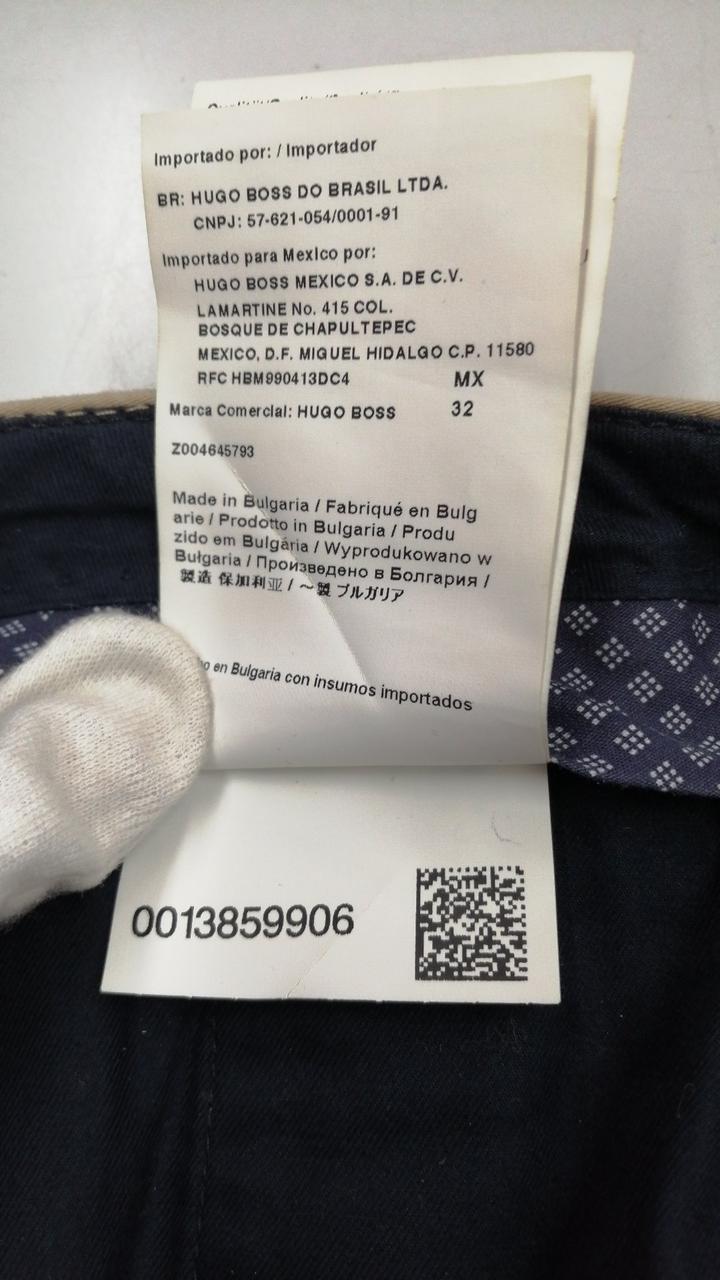 Importado por: / Importador
BR: HUGO BOSS DO BRASIL LTDA.
CNPJ: 57-621-054/0001-91
Importado para Mexico por:
HUGO BOSS MEXICO S.A. DE C.V.
LAMARTINE No. 415 COL.
BOSQUE DE CHAPULTEPEC
MEXICO, D.F. MIGUEL HIDALGO C.P. 11580
RFC HBM990413DC4 MX
Marca Comercial: HUGO BOSS 32
Z004645793
Made in Bulgaria / Fabriqué en Bulg
arie / Prodotto in Bulgaria / Produ
zido em Bulgária / Wyprodukowano w
Bułgaria / Произведено в Болгария /
製造 保加利亚 / ～製 ブルガリア
en Bulgaria con insumos importados
0013859906